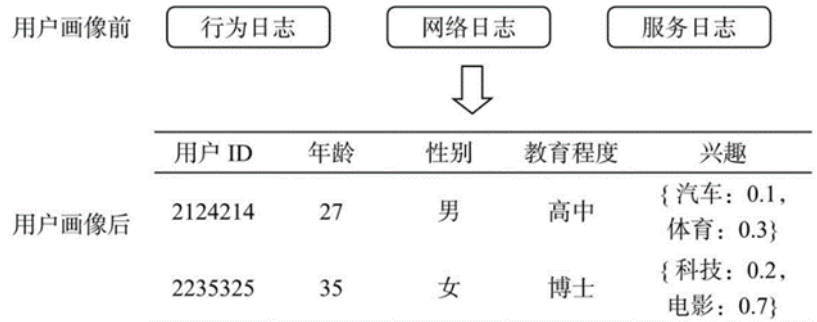 用户画像前 行为日志 网络日志 服务日志
用户 ID 年龄 性别 教育程度 兴趣
用户画像后
2124214 27 男 高中 {汽车：0.1，
体育：0.3}
2235325 35 女 博士 {科技：0.2，
电影：0.7}